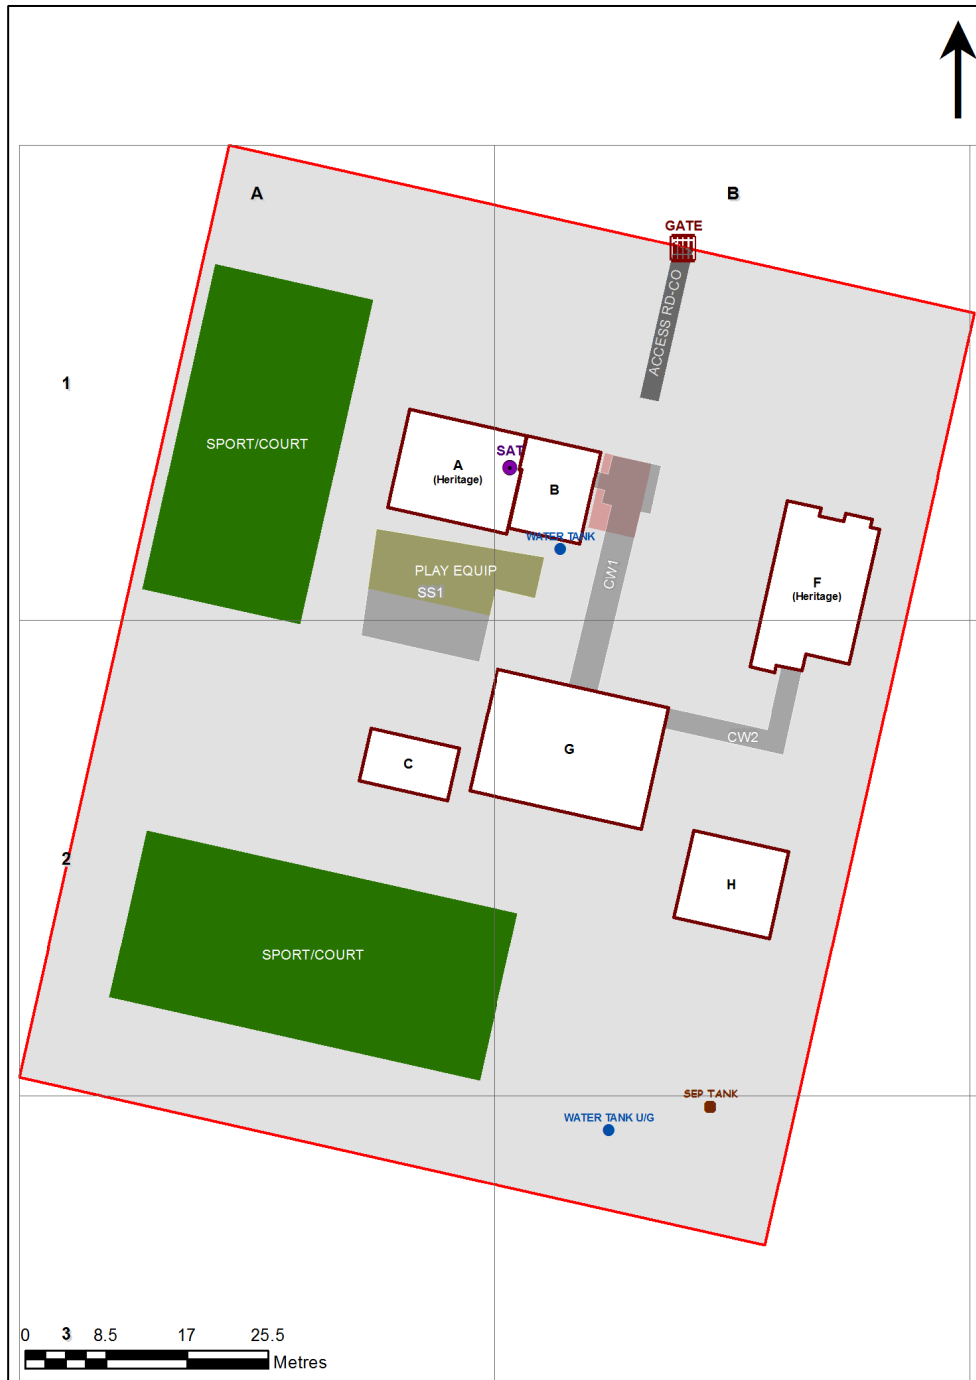 A
B
GATE
ACCESS RD-CO
1
SPORT/COURT
SAT
A
(Heritage)
B
WATER TANK
PLAY EQUIP
SS1
CW1
F
(Heritage)
CW2
G
C
2
H
SPORT/COURT
SEP TANK
WATER TANK U/G
0 3 8.5 17 25.5
Metres